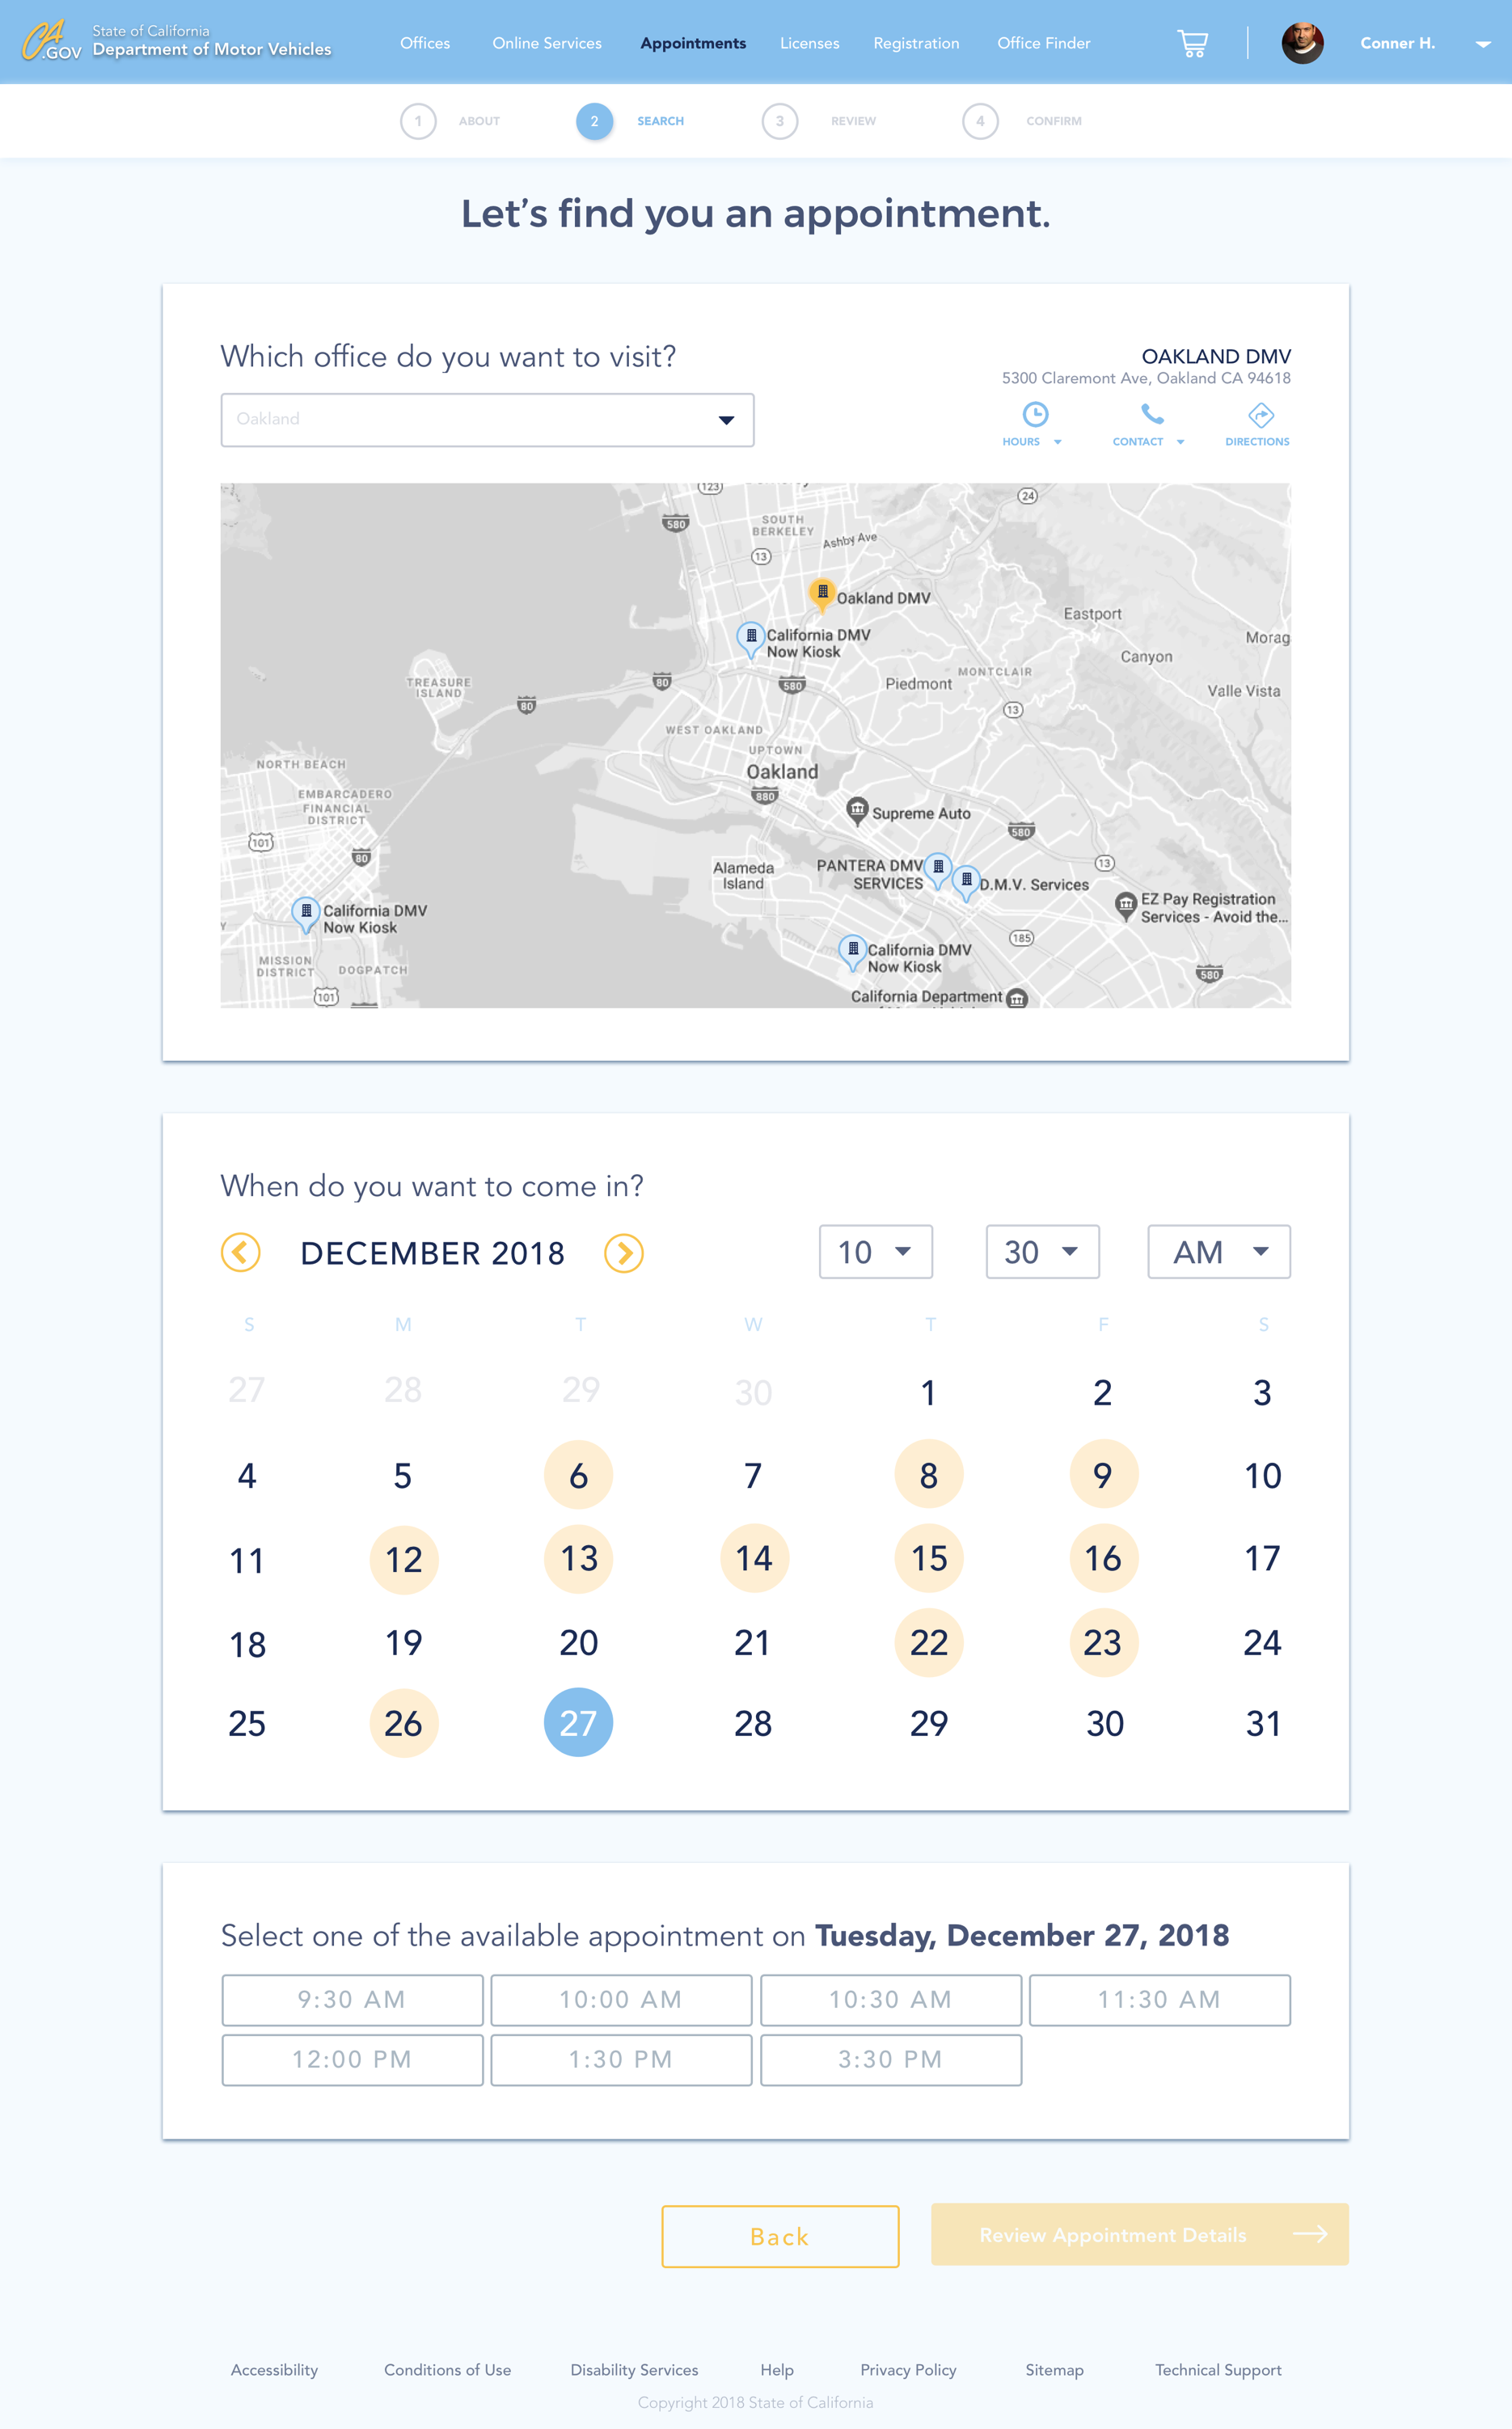 CA.GOV
State of California
Department of Motor Vehicles
Offices Online Services Appointments Licenses Registration Office Finder Conner H.
1 ABOUT 2 SEARCH 3 REVIEW 4 CONFIRM
Let's find you an appointment.
Which office do you want to visit?
Oakland
OAKLAND DMV
5300 Claremont Ave, Oakland CA 94618
HOURS CONTACT DIRECTIONS
123
24
580
SOUTH
BERKELEY
Ashby Ave
13
Oakland DMV
Eastport
California DMV
Now Kiosk
Morag
Canyon
MONTCLAIR
TREASURE
ISLAND
80
580
Piedmont
Valle Vista
80
13
WEST OAKLAND
UPTOWN
NORTH BEACH
Oakland
EMBARCADERO
FINANCIAL
DISTRICT
880
Supreme Auto
580
101
80
13
Alameda
Island
PANTERA DMV
SERVICES
D.M.V. Services
EZ Pay Registration
Services - Avoid the...
California DMV
Now Kiosk
185
California DMV
Now Kiosk
MISSION
DISTRICT
DOGPATCH
580
101
California Department
When do you want to come in?
DECEMBER 2018 10 30 AM
S M T W T F S
27 28 29 30 1 2 3
4 5 6 7 8 9 10
11 12 13 14 15 16 17
18 19 20 21 22 23 24
25 26 27 28 29 30 31
Select one of the available appointment on Tuesday, December 27, 2018
9:30 AM 10:00 AM 10:30 AM 11:30 AM
12:00 PM 1:30 PM 3:30 PM
Back Review Appointment Details
Accessibility Conditions of Use Disability Services Help Privacy Policy Sitemap Technical Support
Copyright 2018 State of California